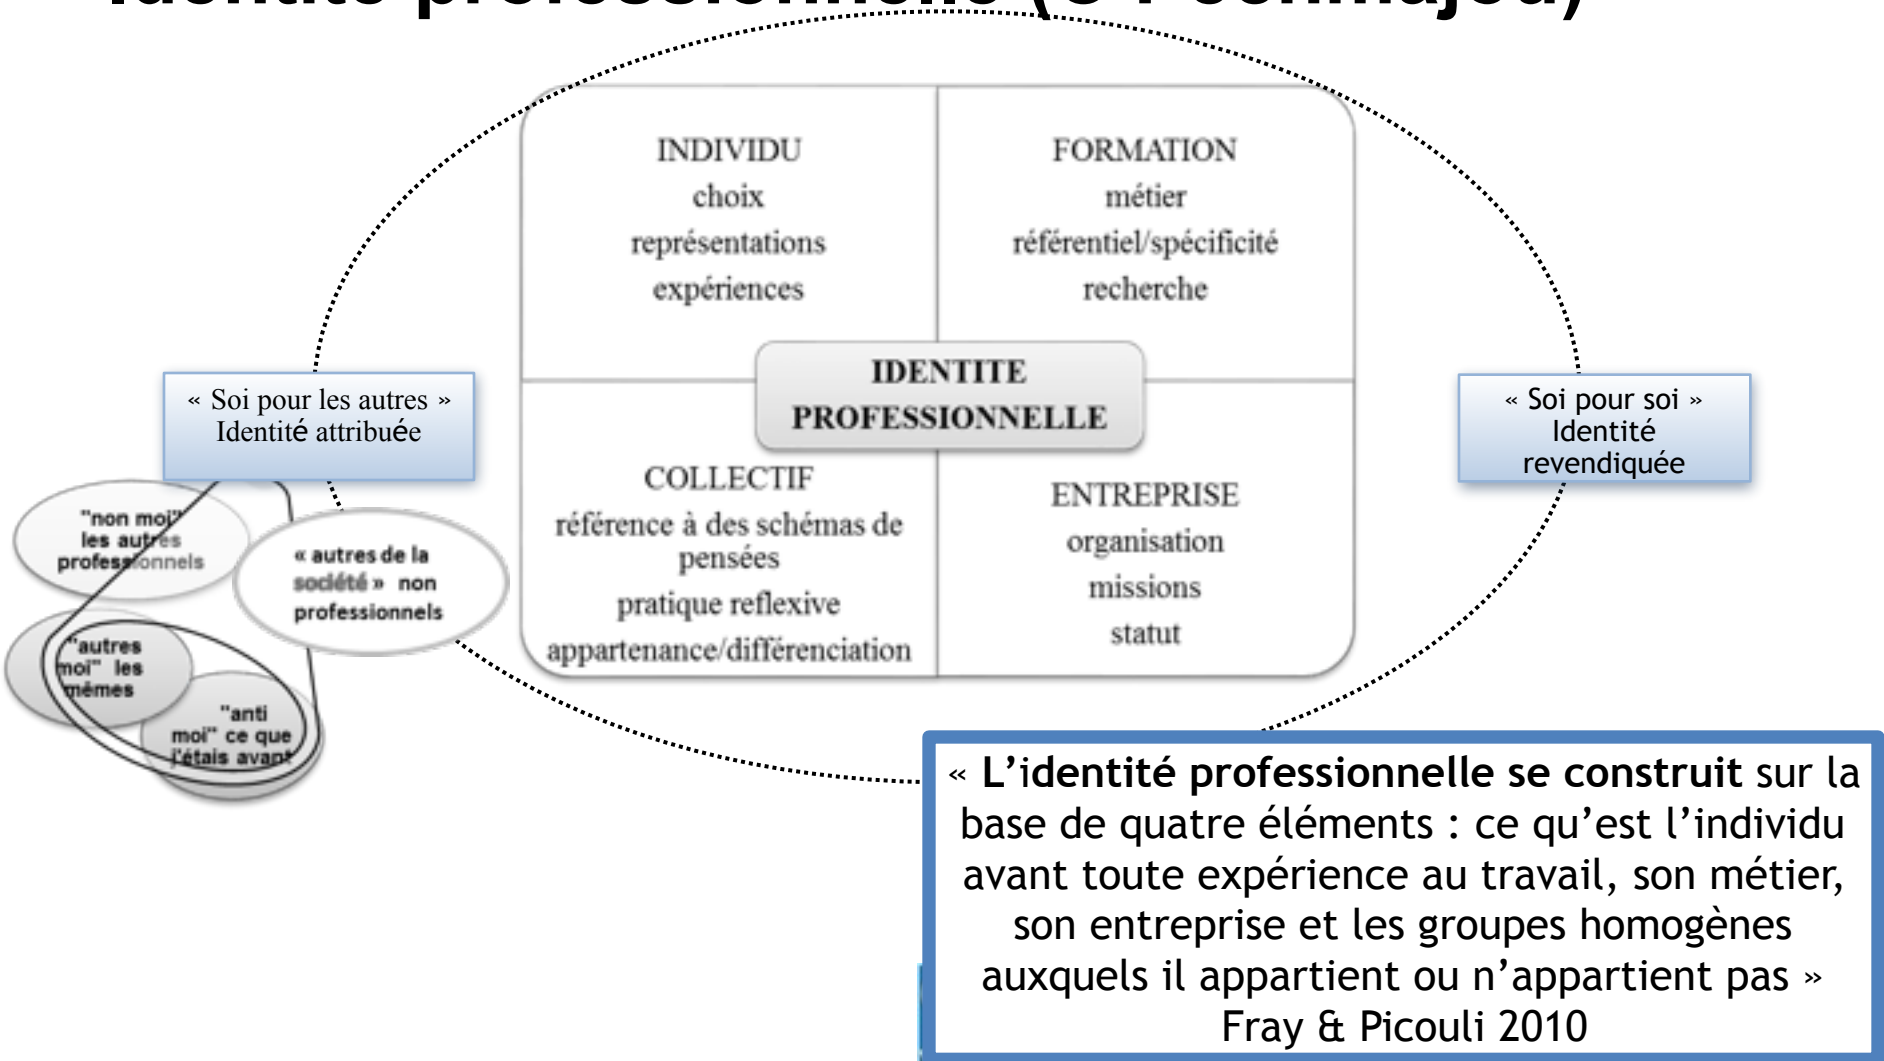 Identité professionnelle
INDIVIDU
choix
représentations
expériences
FORMATION
métier
référentiel/spécificité
recherche
IDENTITE
PROFESSIONNELLE
« Soi pour les autres »
Identité attribuée
« Soi pour soi »
Identité
revendiquée
COLLECTIF
référence à des schémas de
pensées
pratique reflexive
appartenance/différenciation
ENTREPRISE
organisation
missions
statut
"non moi"
les autres
professionnels
« autres de la
société » non
professionnels
"autres
moi" les
mêmes
"anti
moi" ce que
j'étais avant
« L’identité professionnelle se construit sur la
base de quatre éléments : ce qu’est l’individu
avant toute expérience au travail, son métier,
son entreprise et les groupes homogènes
auxquels il appartient ou n’appartient pas »
Fray & Picouli 2010